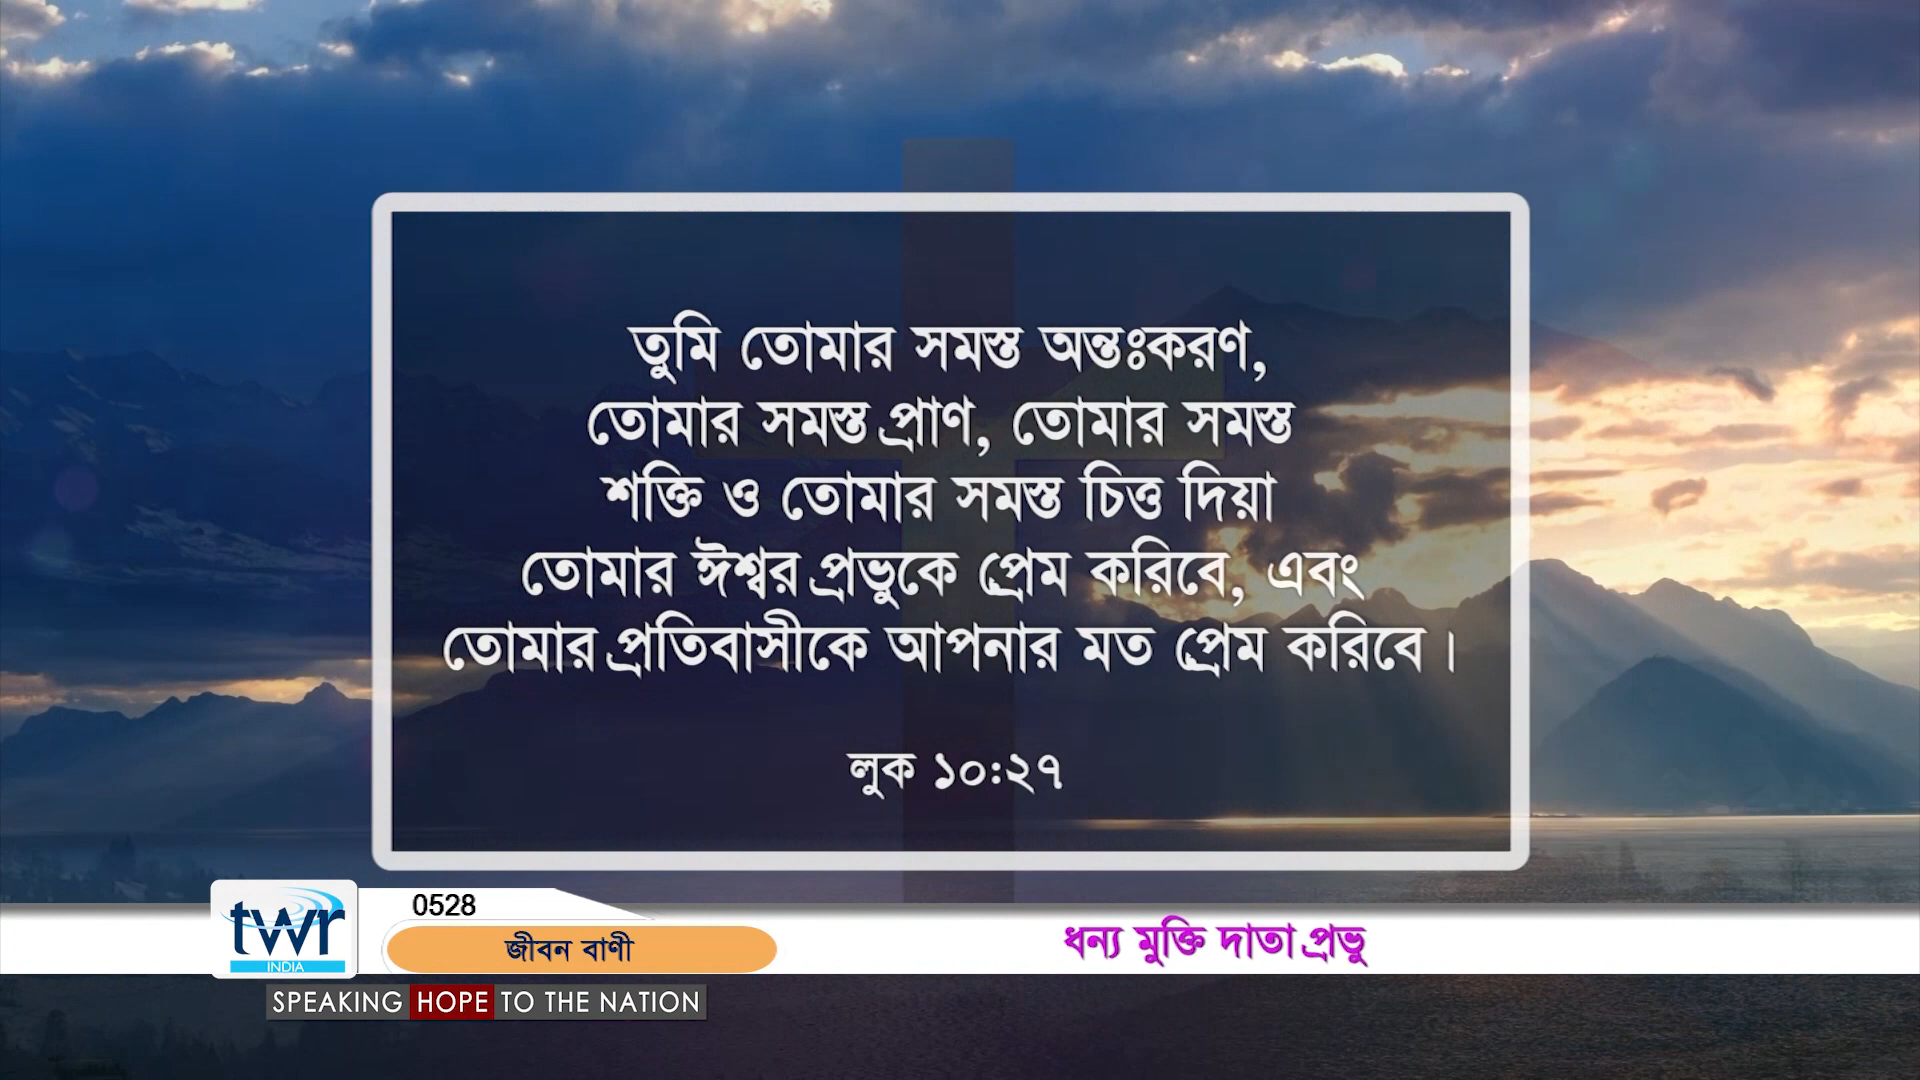 তুমি তোমার সমস্ত অন্তঃকরণ,
তোমার সমস্ত প্রাণ, তোমার সমস্ত
শক্তি ও তোমার সমস্ত চিত্ত দিয়া
তোমার ঈশ্বর প্রভুকে প্রেম করিবে, এবং
তোমার প্রতিবাসীকে আপনার মত প্রেম করিবে।
লুক ১০:২৭
twr
INDIA
0528
জীবন বাণী
ধন্য মুক্তি দাতা প্রভু
SPEAKING HOPE TO THE NATION